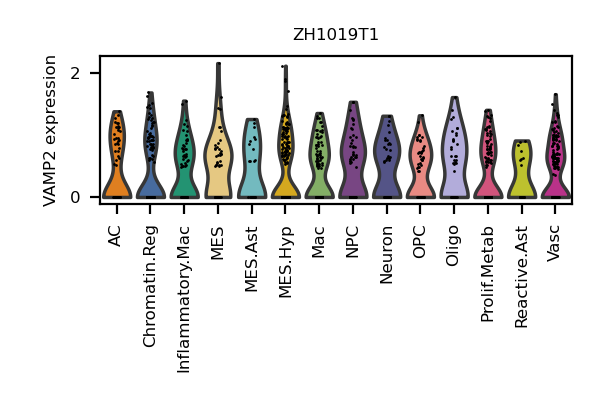 ZH1019T1
VAMP2 expression
2
0
AC
Chromatin.Reg
Inflammatory.Mac
MES
MES.Ast
MES.Hyp
Mac
NPC
Neuron
OPC
Oligo
Prolif.Metab
Reactive.Ast
Vasc